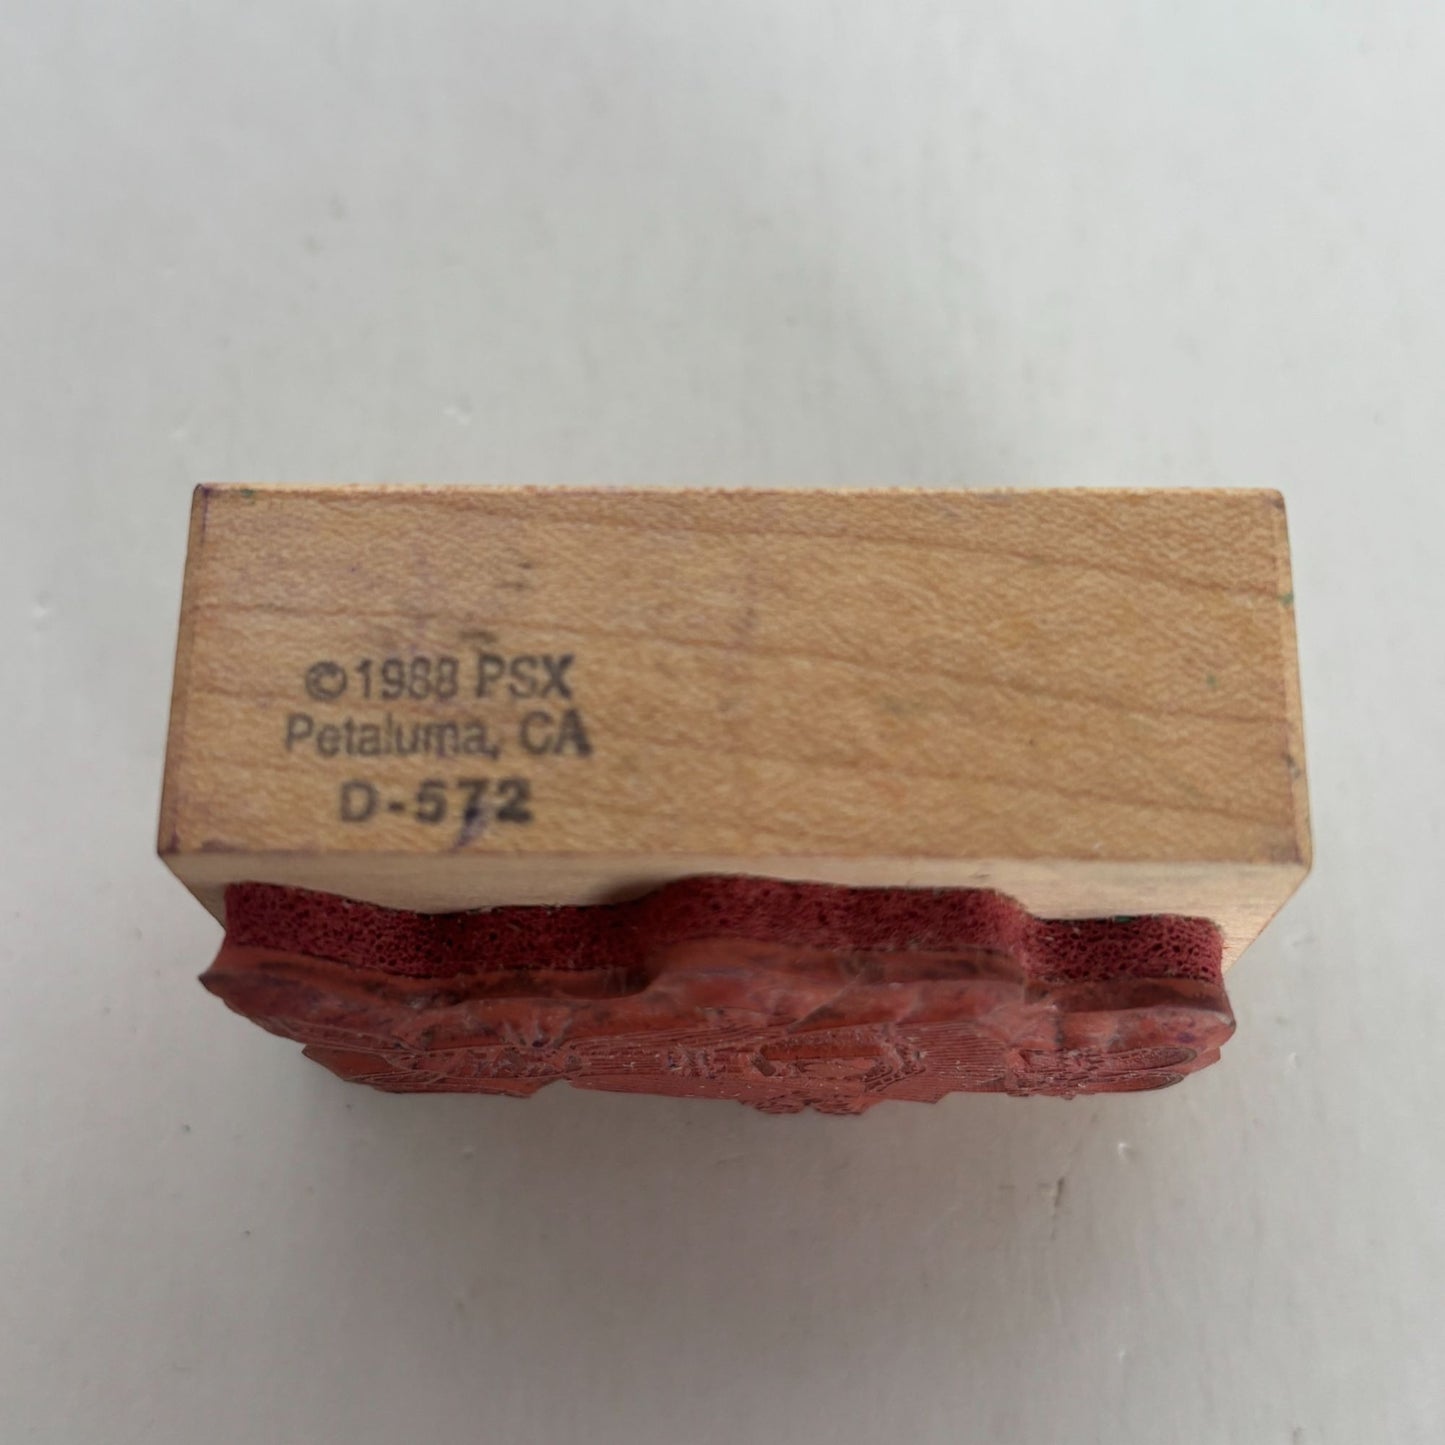 ©1988 PSX
Petaluma, CA
D-572